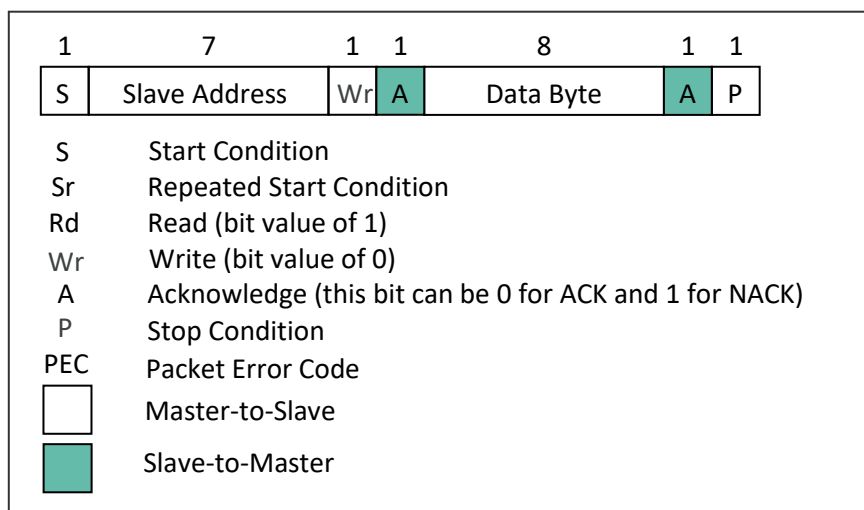 1 7 1 1 8 1 1
S Slave Address Wr A Data Byte A P
S Start Condition
Sr Repeated Start Condition
Rd Read (bit value of 1)
Wr Write (bit value of 0)
A Acknowledge (this bit can be 0 for ACK and 1 for NACK)
P Stop Condition
PEC Packet Error Code
Master-to-Slave
Slave-to-Master